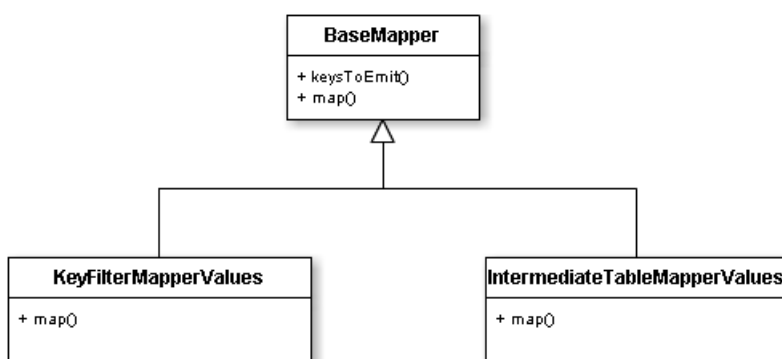 BaseMapper
+ keysToEmit()
+ map()
KeyFilterMapperValues
+ map()
IntermediateTableMapperValues
+ map()